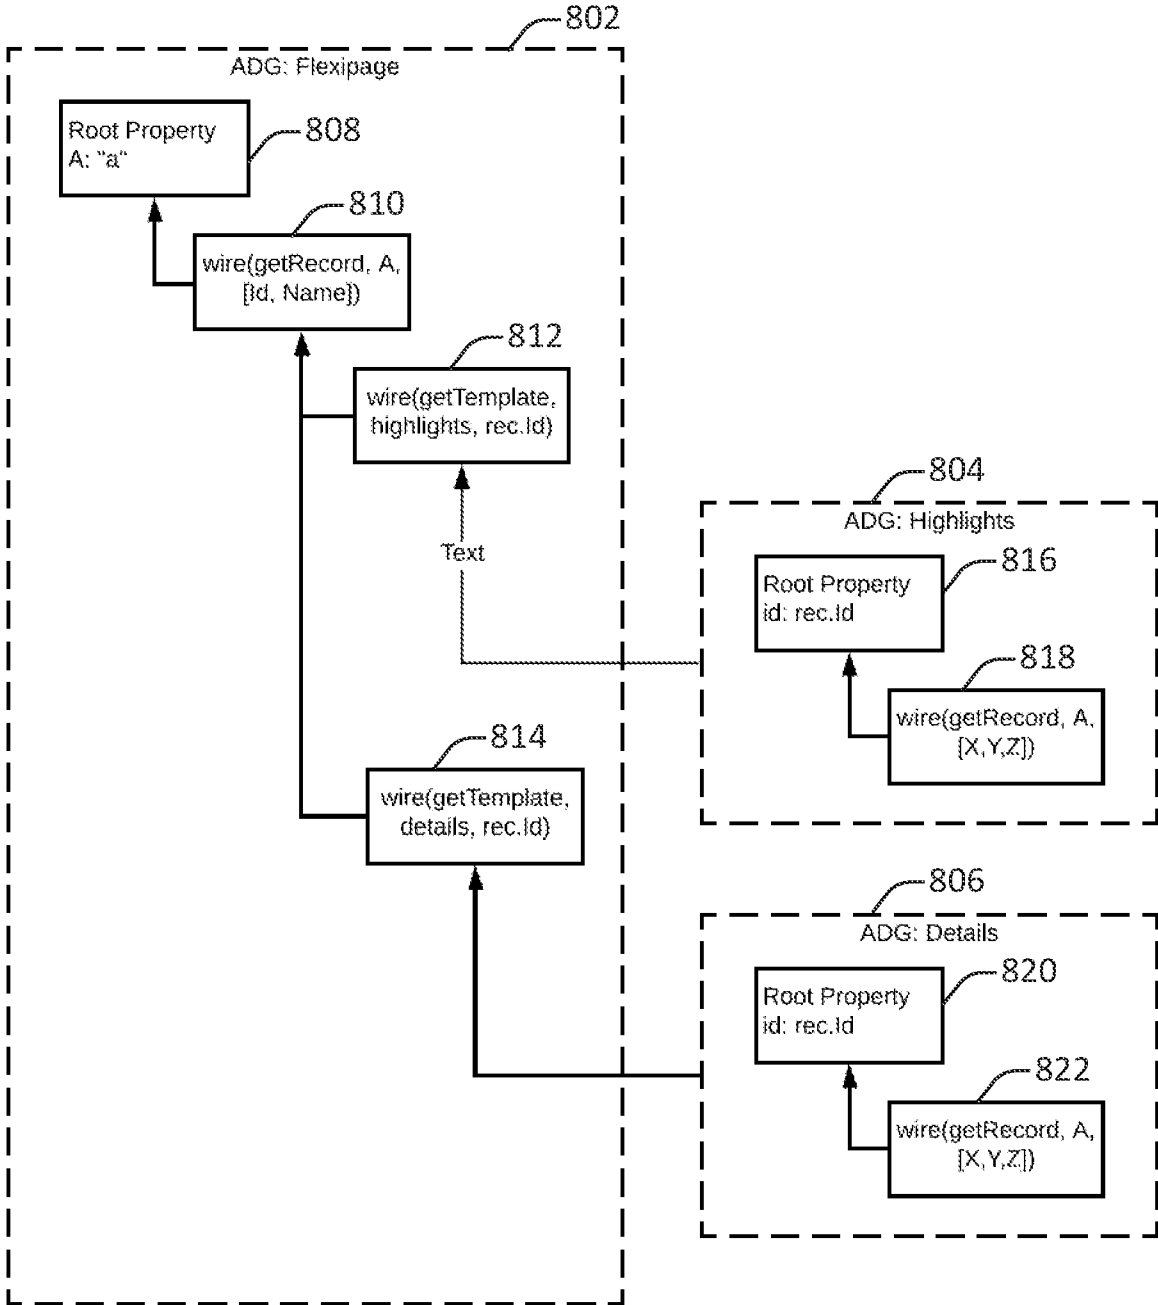 802
ADG: Flexipage
Root Property
A: "a"
808
810
wire(getRecord, A,
[Id, Name])
812
wire(getTemplate,
highlights, rec.Id)
Text
804
ADG: Highlights
816
Root Property
id: rec.Id
818
wire(getRecord, A,
[X,Y,Z])
814
wire(getTemplate,
details, rec.Id)
806
ADG: Details
820
Root Property
id: rec.Id
822
wire(getRecord, A,
[X,Y,Z])